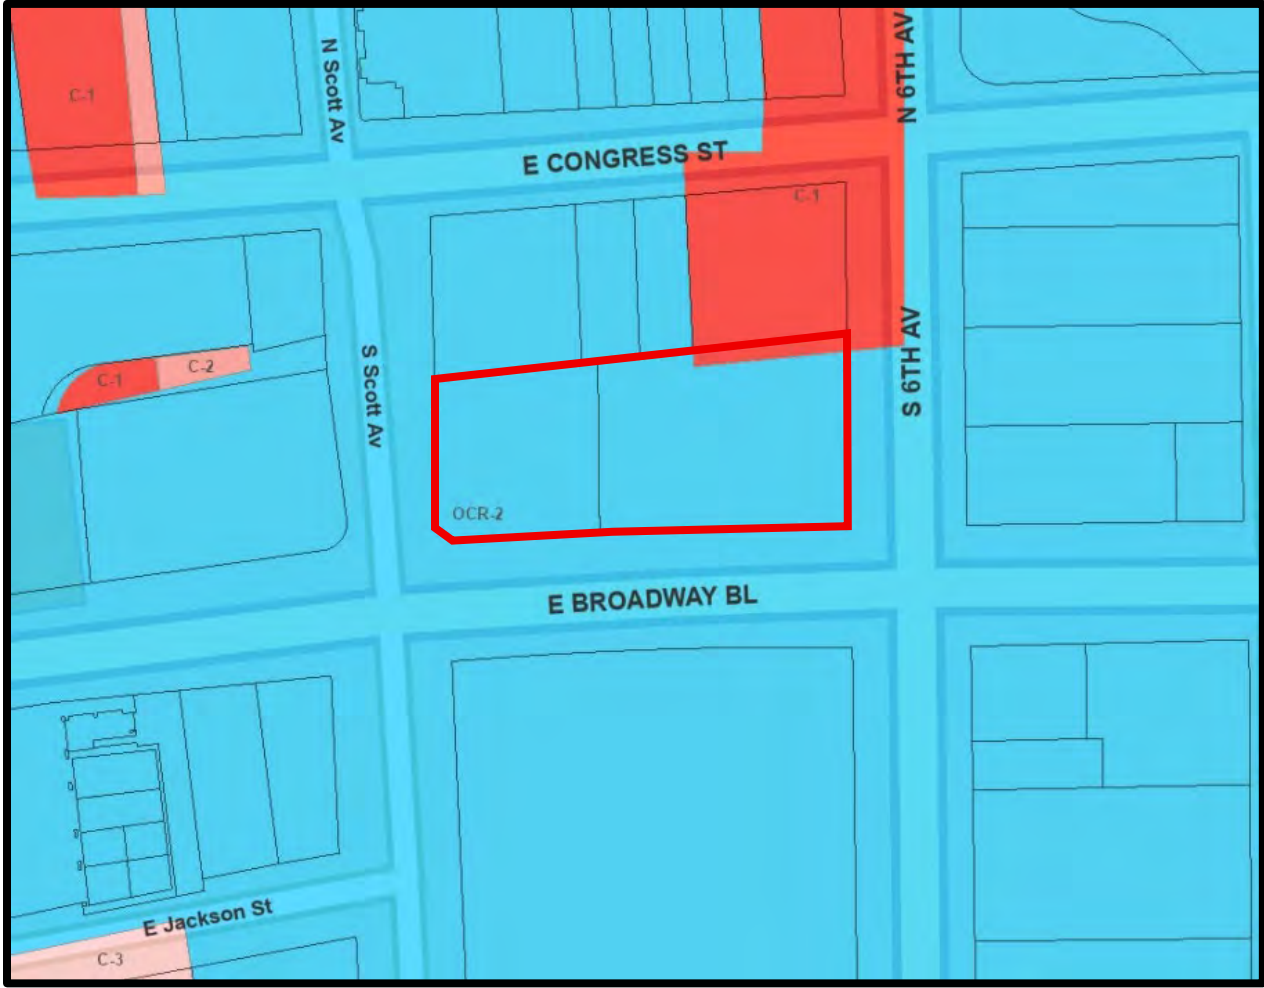 N Scott Av
N 6TH AV
C-1
E CONGRESS ST
C-1
S Scott Av
S 6TH AV
C-1
C-2
OCR-2
E BROADWAY BL
E Jackson St
C-3